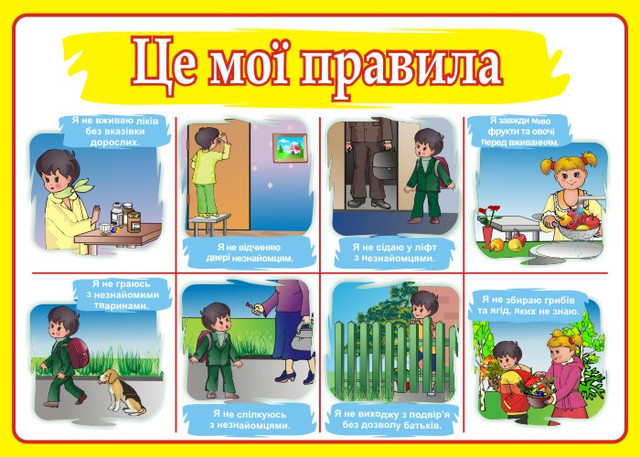 Це мої правила
Я не вживаю ліків
без вказівки
дорослих.
Я не відчиняю
двері незнайомцям.
Я не сідаю у ліфт
з незнайомцями.
Я завжди мию
фрукти та овочі
Перед вживанням.
Я не граюсь
з незнайомими
тваринами.
Я не спілкуюсь
з незнайомцями.
Я не виходжу з подвір'я
без дозволу батьків.
Я не збираю грибів
та ягід, яких не знаю.